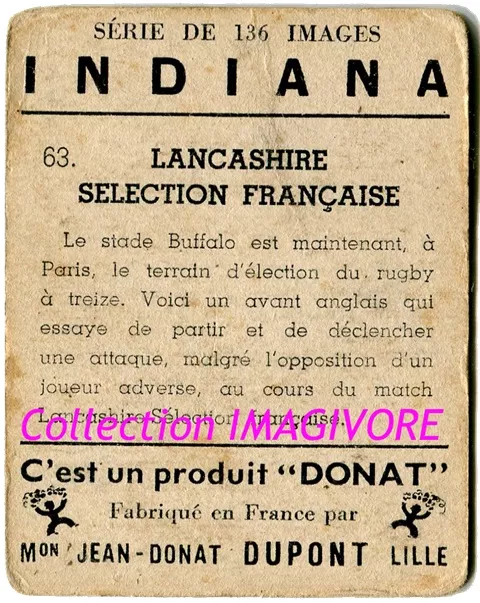 SÉRIE DE 136 IMAGES
INDIANA
63. LANCASHIRE
SELECTION FRANÇAISE
Le stade Buffalo est maintenant, à
Paris, le terrain d'élection du rugby
à treize. Voici un avant anglais qui
essaye de partir et de déclencher
une attaque, malgré l'opposition d'un
joueur adverse, au cours du match
Lancashire-Sélection française.
Collection IMAGIVORE
C'est un produit "DONAT"
Fabriqué en France par
MON JEAN-DONAT DUPONT LILLE